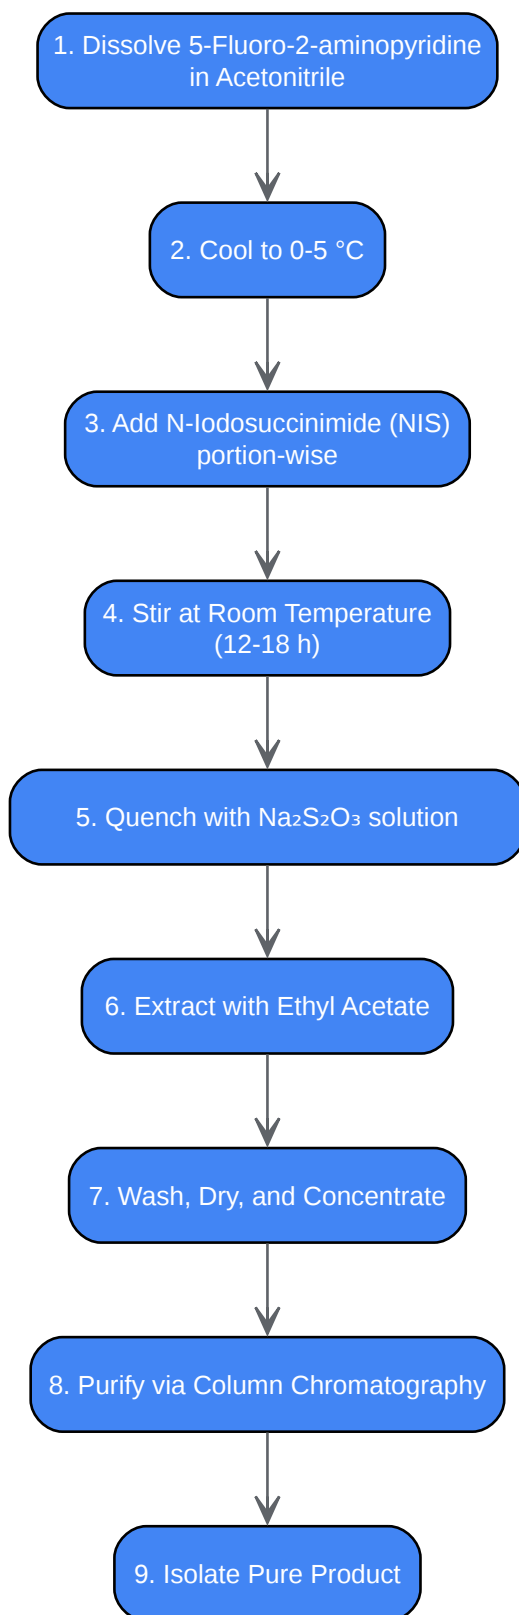 1. Dissolve 5-Fluoro-2-aminopyridine
in Acetonitrile
2. Cool to 0-5 °C
3. Add N-Iodosuccinimide (NIS)
portion-wise
4. Stir at Room Temperature
(12-18 h)
5. Quench with Na₂S₂O₃ solution
6. Extract with Ethyl Acetate
7. Wash, Dry, and Concentrate
8. Purify via Column Chromatography
9. Isolate Pure Product